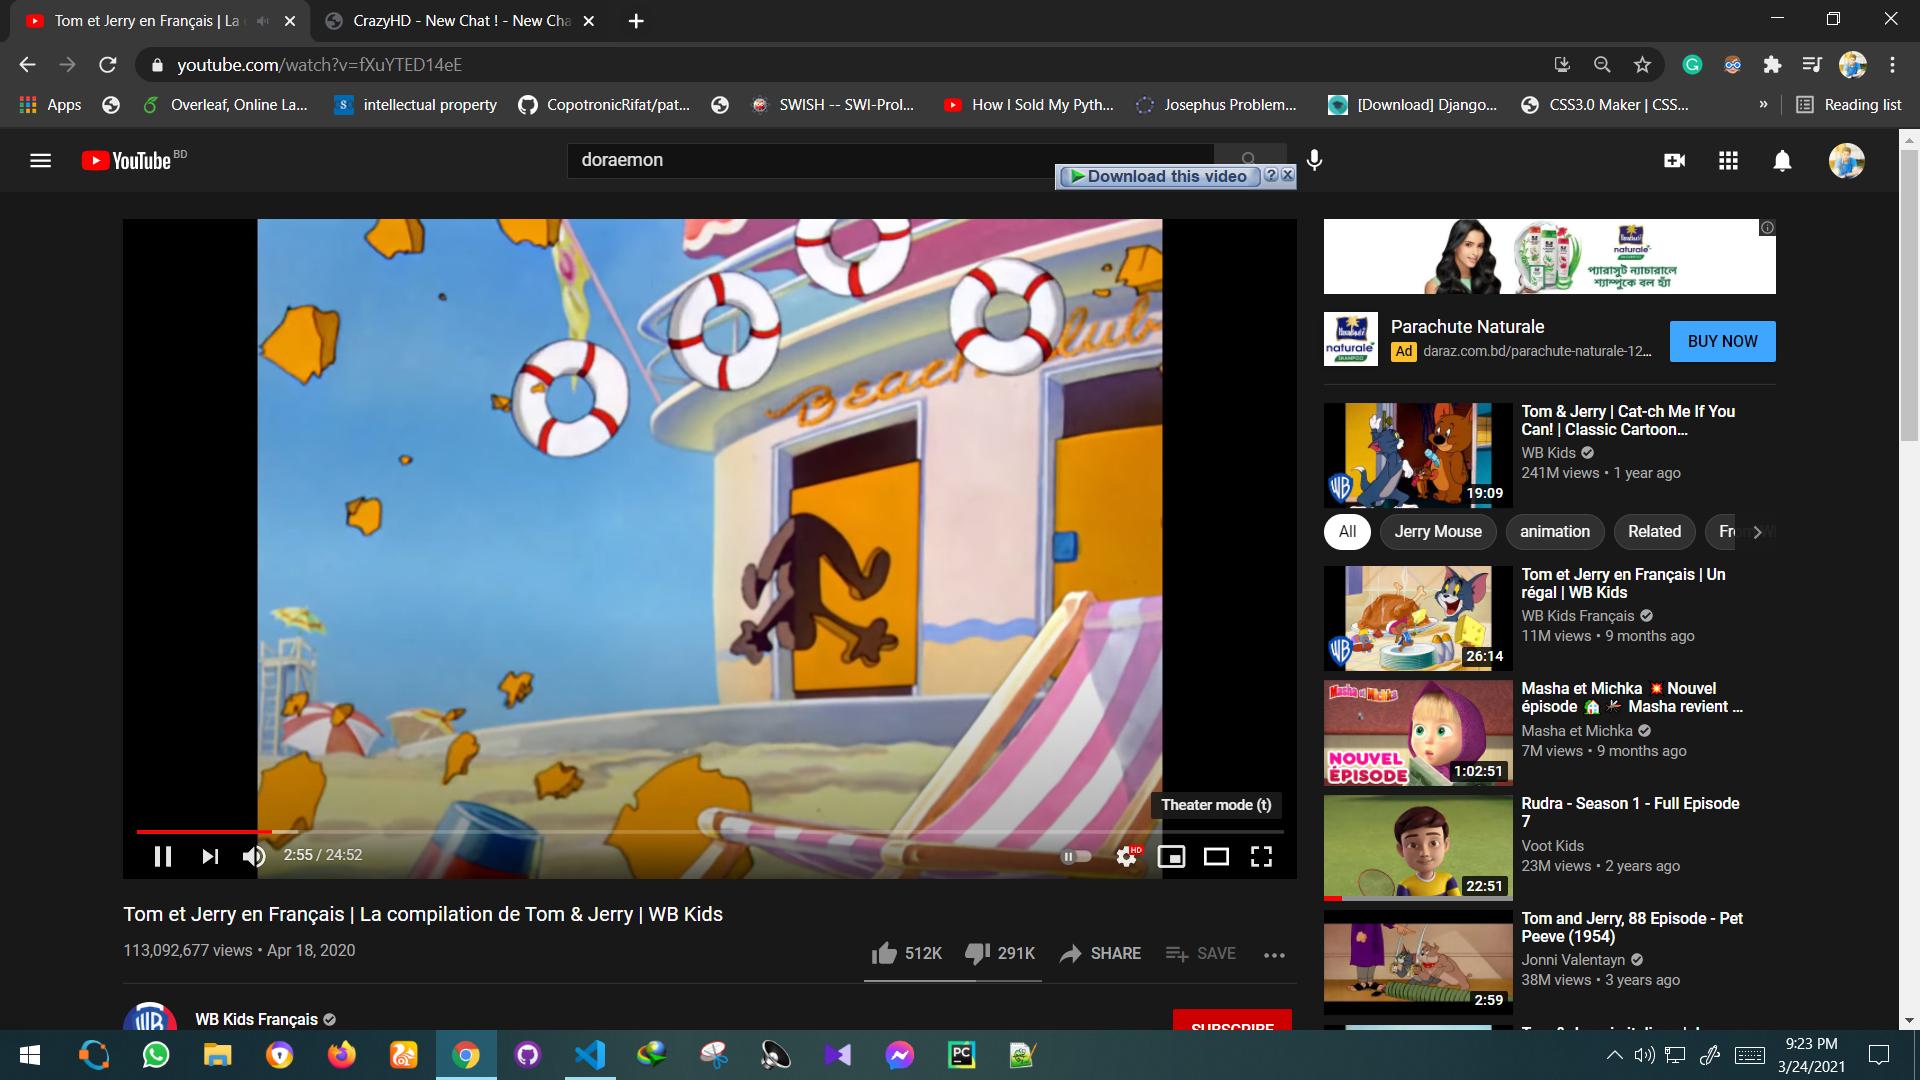 Tom et Jerry en Français | La
CrazyHD - New Chat ! - New Cha
youtube.com/watch?v=fXuYTED14eE
Apps
Overleaf, Online La...
intellectual property
CopotronicRifat/pat...
SWISH -- SWI-Prol...
How I Sold My Pyth...
Josephus Problem...
[Download] Django...
CSS3.0 Maker | CSS...
»
Reading list
YouTube BD
doraemon
Download this video
Beach Club
Theater mode (t)
2:55 / 24:52
HD
Tom et Jerry en Français | La compilation de Tom & Jerry | WB Kids
113,092,677 views • Apr 18, 2020
512K
291K
SHARE
SAVE
WB Kids Français
SUBSCRIBE
naturale
প্যারাসুট ন্যাচারালে
শ্যাম্পুকে বল হ্যাঁ
naturale
SHAMPOO
Parachute Naturale
Ad daraz.com.bd/parachute-naturale-12...
BUY NOW
Tom & Jerry | Cat-ch Me If You
Can! | Classic Cartoon...
WB Kids
241M views • 1 year ago
WB
19:09
All
Jerry Mouse
animation
Related
Tom et Jerry en Français | Un
régal | WB Kids
WB Kids Français
11M views • 9 months ago
WB
26:14
Masha et Michka 💥 Nouvel
épisode 🏠 🦟 Masha revient ...
Masha et Michka
7M views • 9 months ago
Masha et Michka
NOUVEL
ÉPISODE
1:02:51
Rudra - Season 1 - Full Episode
7
Voot Kids
23M views • 2 years ago
22:51
Tom and Jerry, 88 Episode - Pet
Peeve (1954)
Jonni Valentayn
38M views • 3 years ago
2:59
PC
9:23 PM
3/24/2021